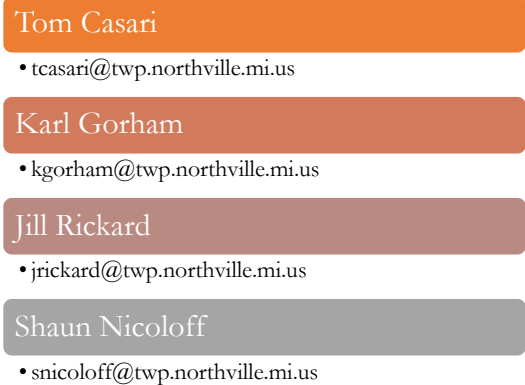 Tom Casari
• tcasari@twp.northville.mi.us
Karl Gorham
• kgorham@twp.northville.mi.us
Jill Rickard
• jrickard@twp.northville.mi.us
Shaun Nicoloff
• snicoloff@twp.northville.mi.us